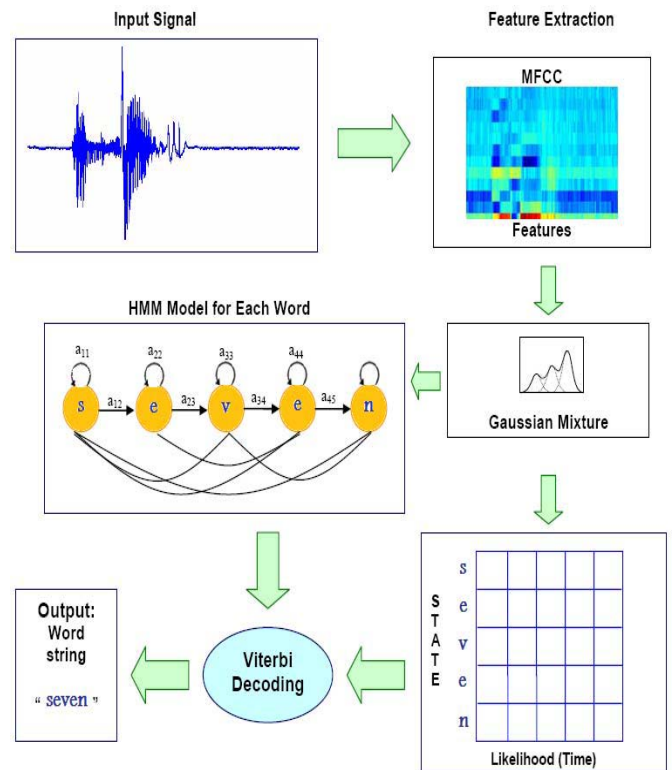 Input Signal
Feature Extraction
MFCC
Features
HMM Model for Each Word
a₁₁ a₂₂ a₃₃ a₄₄
s a₁₂ e a₂₃ v a₃₄ e a₄₅ n
Gaussian Mixture
Output:
Word
string
“ seven ”
Viterbi
Decoding
STATE
s
e
v
e
n
Likelihood (Time)